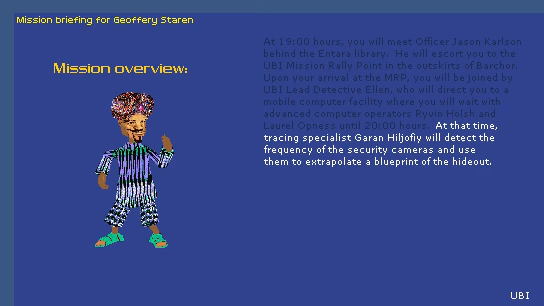 Mission briefing for Geoffery Staren
Mission overview:
At 19:00 hours, you will meet Officer Jason Karlson
behind the Entara library. He will escort you to the
UBI Mission Rally Point in the outskirts of Barchon.
Upon your arrival at the MRP, you will be joined by
UBI Lead Detective Ellen, who will direct you to a
mobile computer facility where you will wait with
advanced computer operators Ryvin Holsh and
Laurel Opness until 20:00 hours. At that time,
tracing specialist Garan Hiljofiy will detect the
frequency of the security cameras and use
them to extrapolate a blueprint of the hideout.
UBI